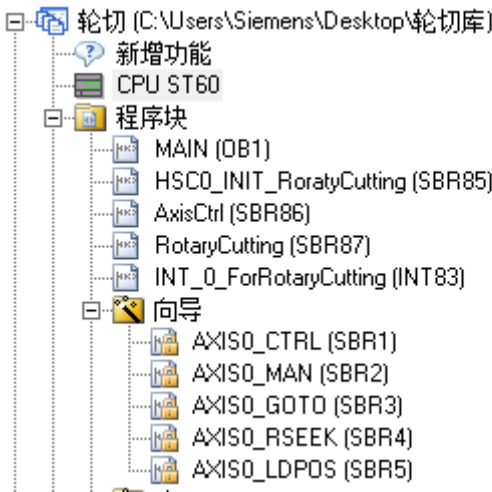 轮切 (C:\Users\Siemens\Desktop\轮切库)
新增功能
CPU ST60
程序块
MAIN (OB1)
HSC0_INIT_RoratyCutting (SBR85)
AxisCtrl (SBR86)
RotaryCutting (SBR87)
INT_0_ForRotaryCutting (INT83)
向导
AXIS0_CTRL (SBR1)
AXIS0_MAN (SBR2)
AXIS0_GOTO (SBR3)
AXIS0_RSEEK (SBR4)
AXIS0_LDPOS (SBR5)